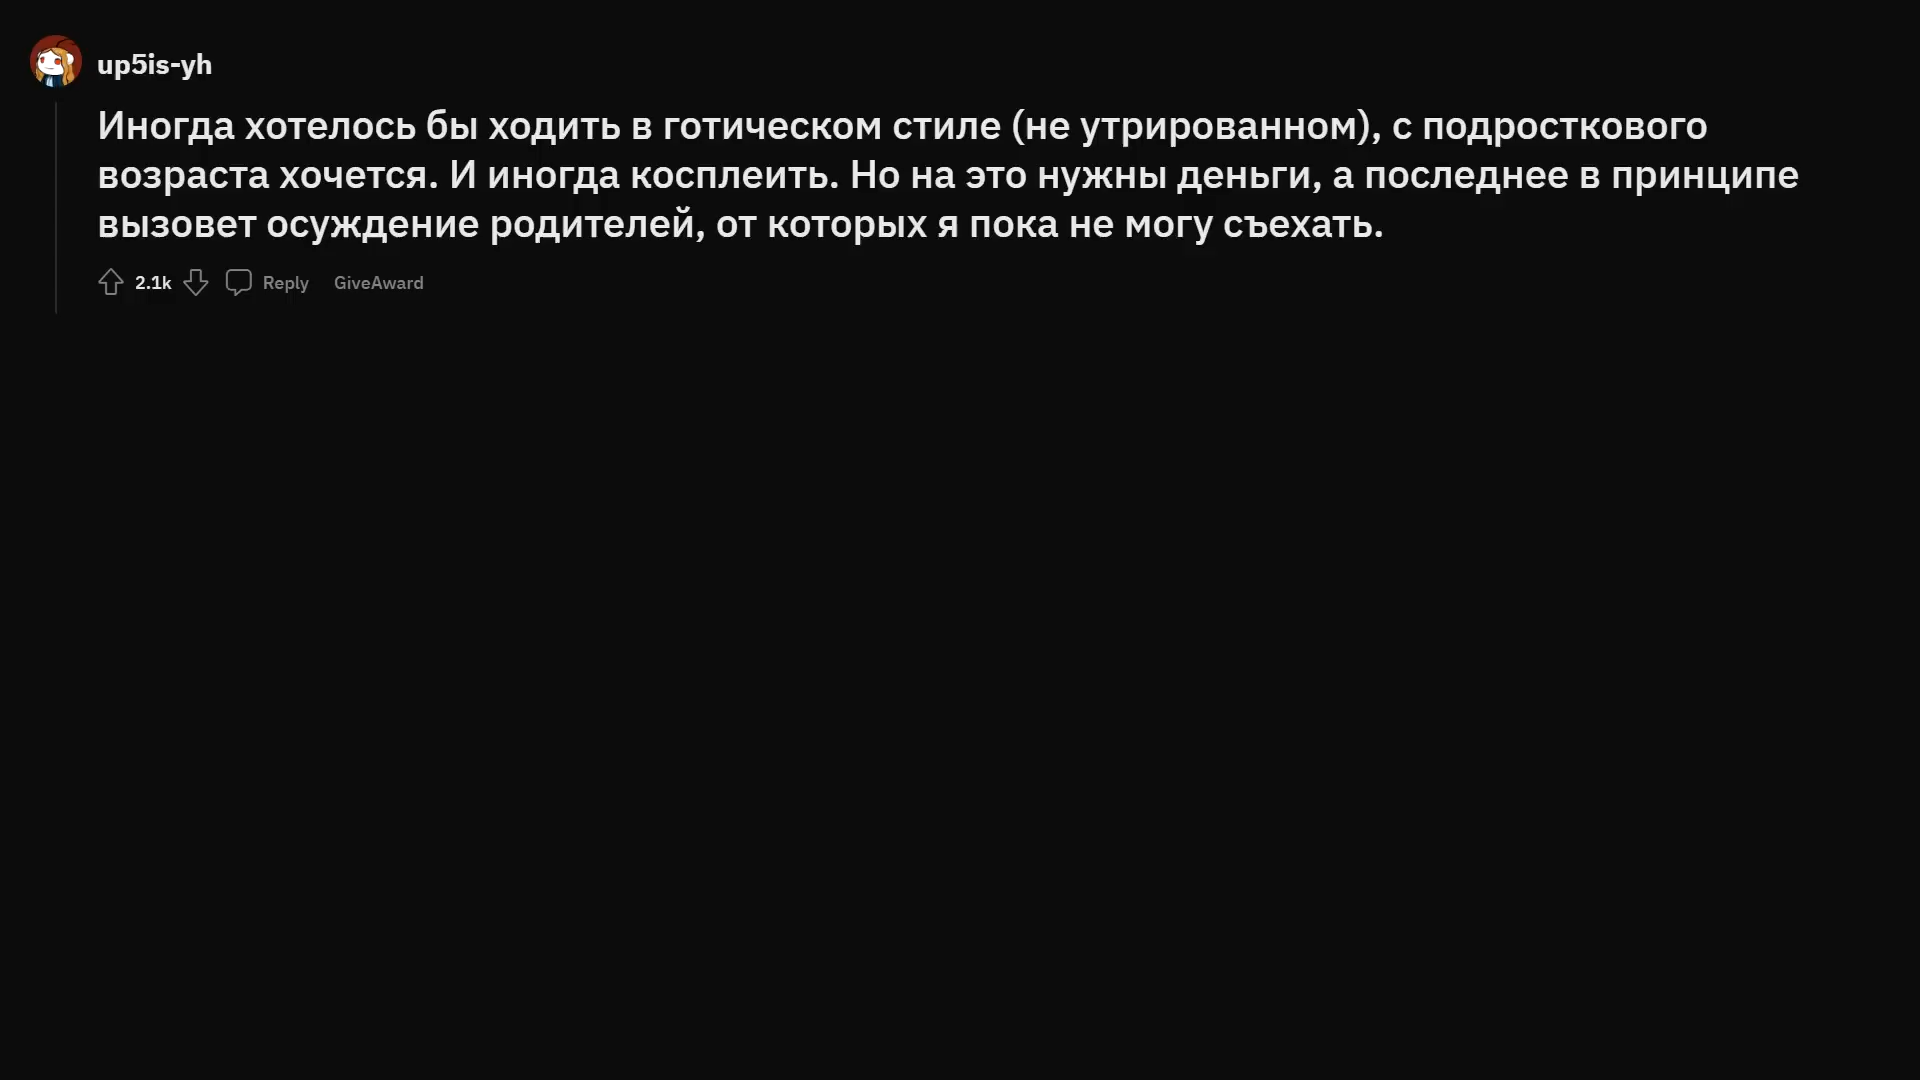 up5is-yh
Иногда хотелось бы ходить в готическом стиле (не утрированном), с подросткового
возраста хочется. И иногда косплеить. Но на это нужны деньги, а последнее в принципе
вызовет осуждение родителей, от которых я пока не могу съехать.
2.1k Reply GiveAward